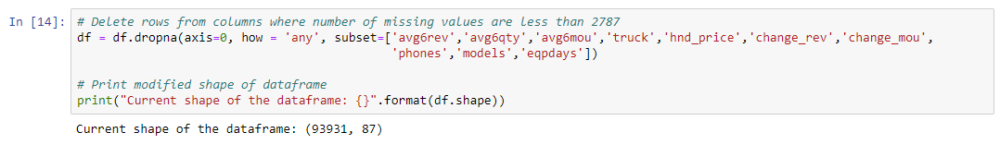 In [14]: # Delete rows from columns where number of missing values are less than 2787
df = df.dropna(axis=0, how = 'any', subset=['avg6rev','avg6qty','avg6mou','truck','hnd_price','change_rev','change_mou',
'phones','models','eqpdays'])
# Print modified shape of dataframe
print("Current shape of the dataframe: {}".format(df.shape))
Current shape of the dataframe: (93931, 87)